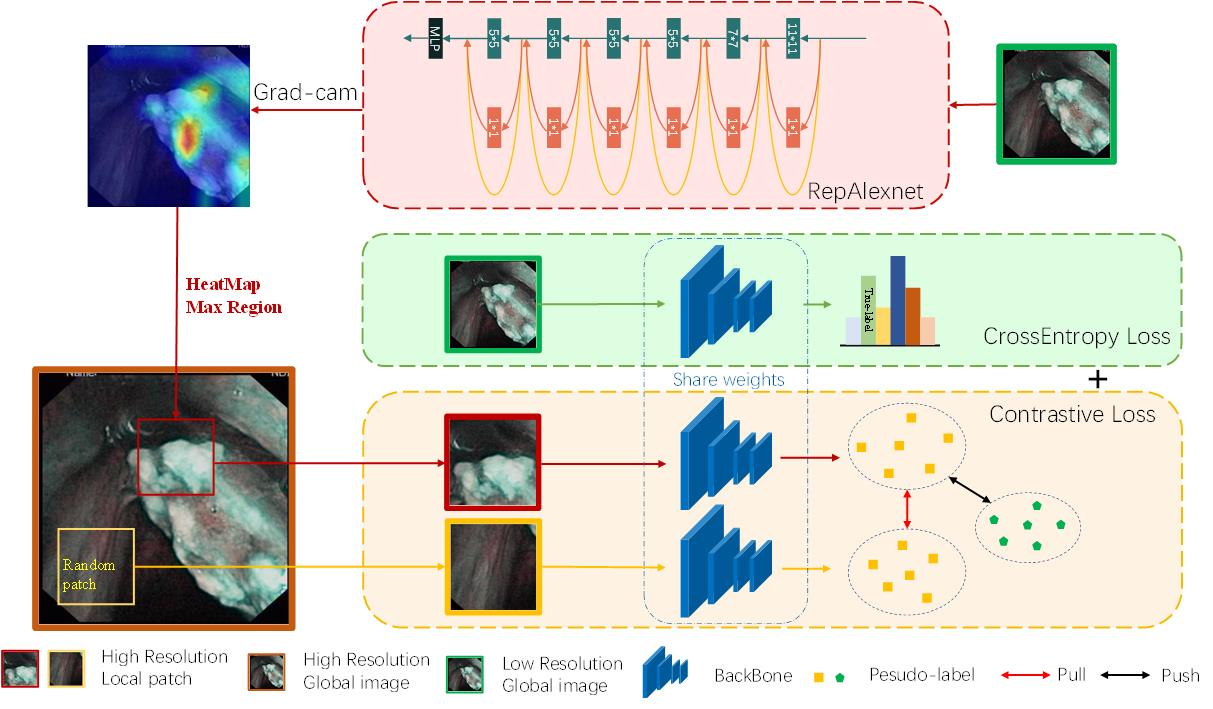 MLP
5*5
5*5
5*5
5*5
7*7
11*11
1*1
1*1
1*1
1*1
1*1
1*1
RepAlexnet
Grad-cam
HeatMap
Max Region
True-label
CrossEntropy Loss
Share weights
+
Contrastive Loss
Random
patch
High Resolution
Local patch
High Resolution
Global image
Low Resolution
Global image
BackBone
Pesudo-label
Pull
Push